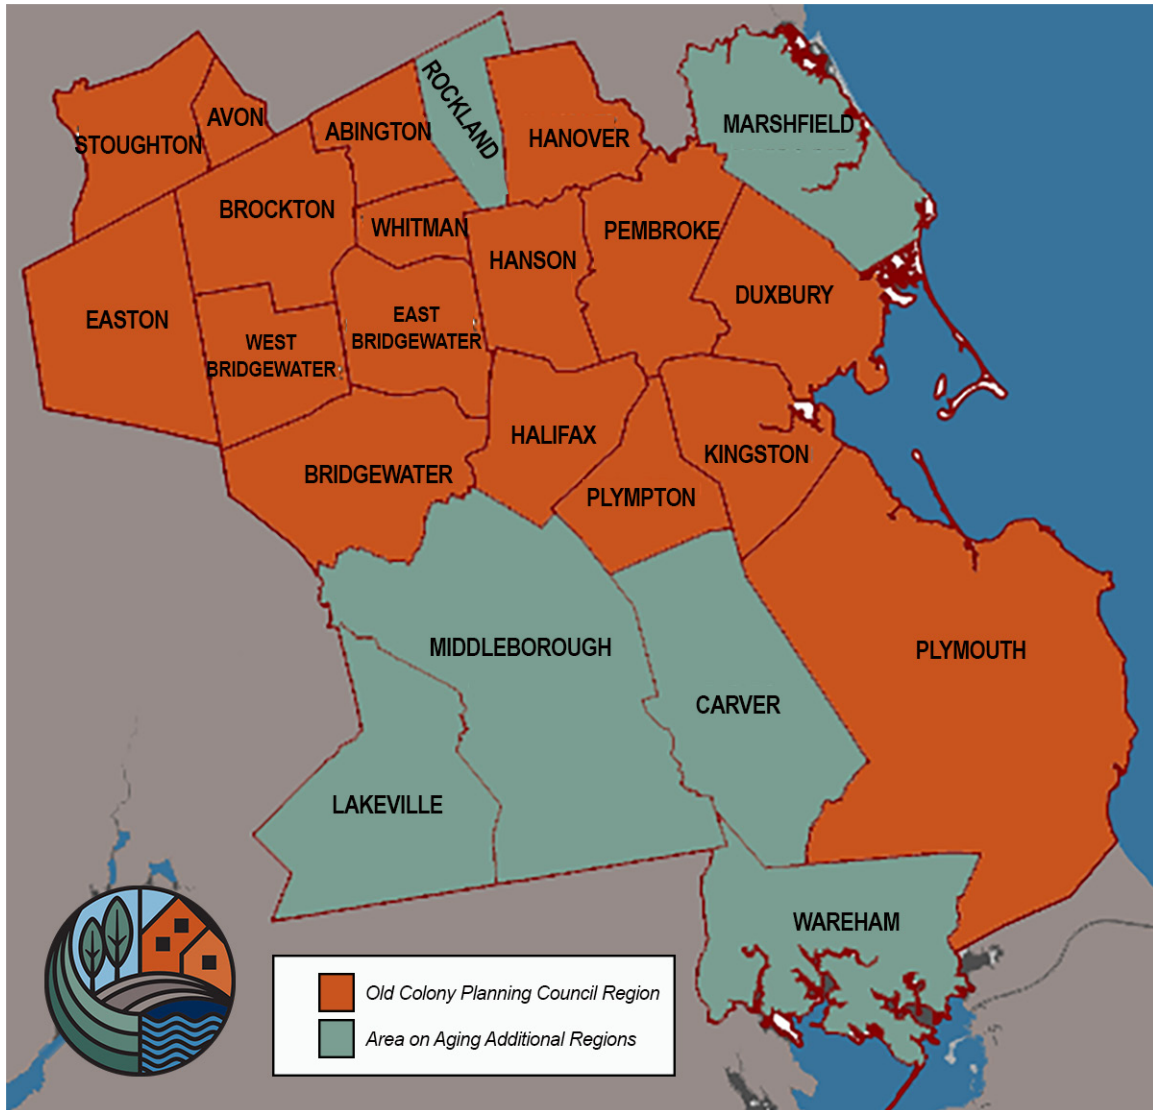 ROCKLAND
STOUGHTON
AVON
ABINGTON
HANOVER
MARSHFIELD
BROCKTON
WHITMAN
HANSON
PEMBROKE
DUXBURY
EASTON
WEST
BRIDGEWATER
EAST
BRIDGEWATER
HALIFAX
KINGSTON
BRIDGEWATER
PLYMPTON
MIDDLEBOROUGH
PLYMOUTH
CARVER
LAKEVILLE
WAREHAM
Old Colony Planning Council Region
Area on Aging Additional Regions